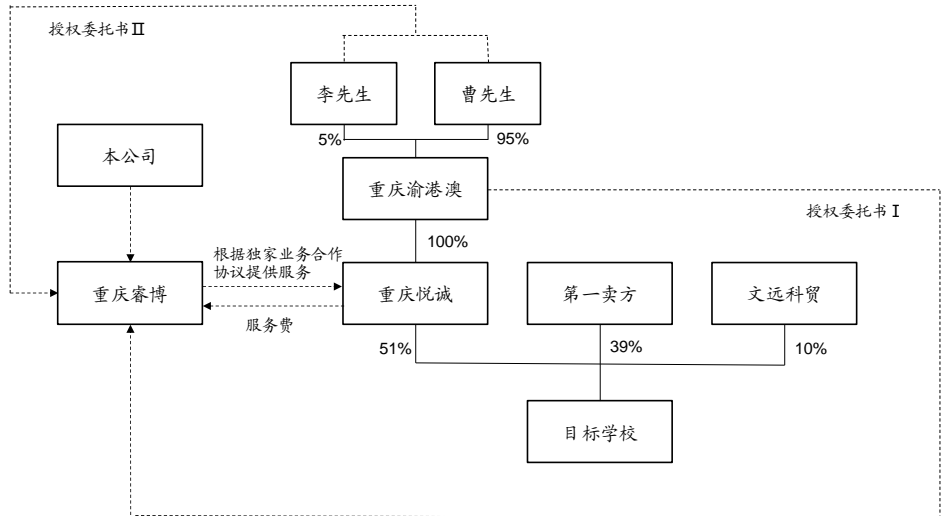 授权委托书Ⅱ
李先生
曹先生
5%
95%
本公司
重庆渝港澳
授权委托书Ⅰ
100%
根据独家业务合作
协议提供服务
重庆睿博
重庆悦诚
第一卖方
文远科贸
服务费
51%
39%
10%
目标学校